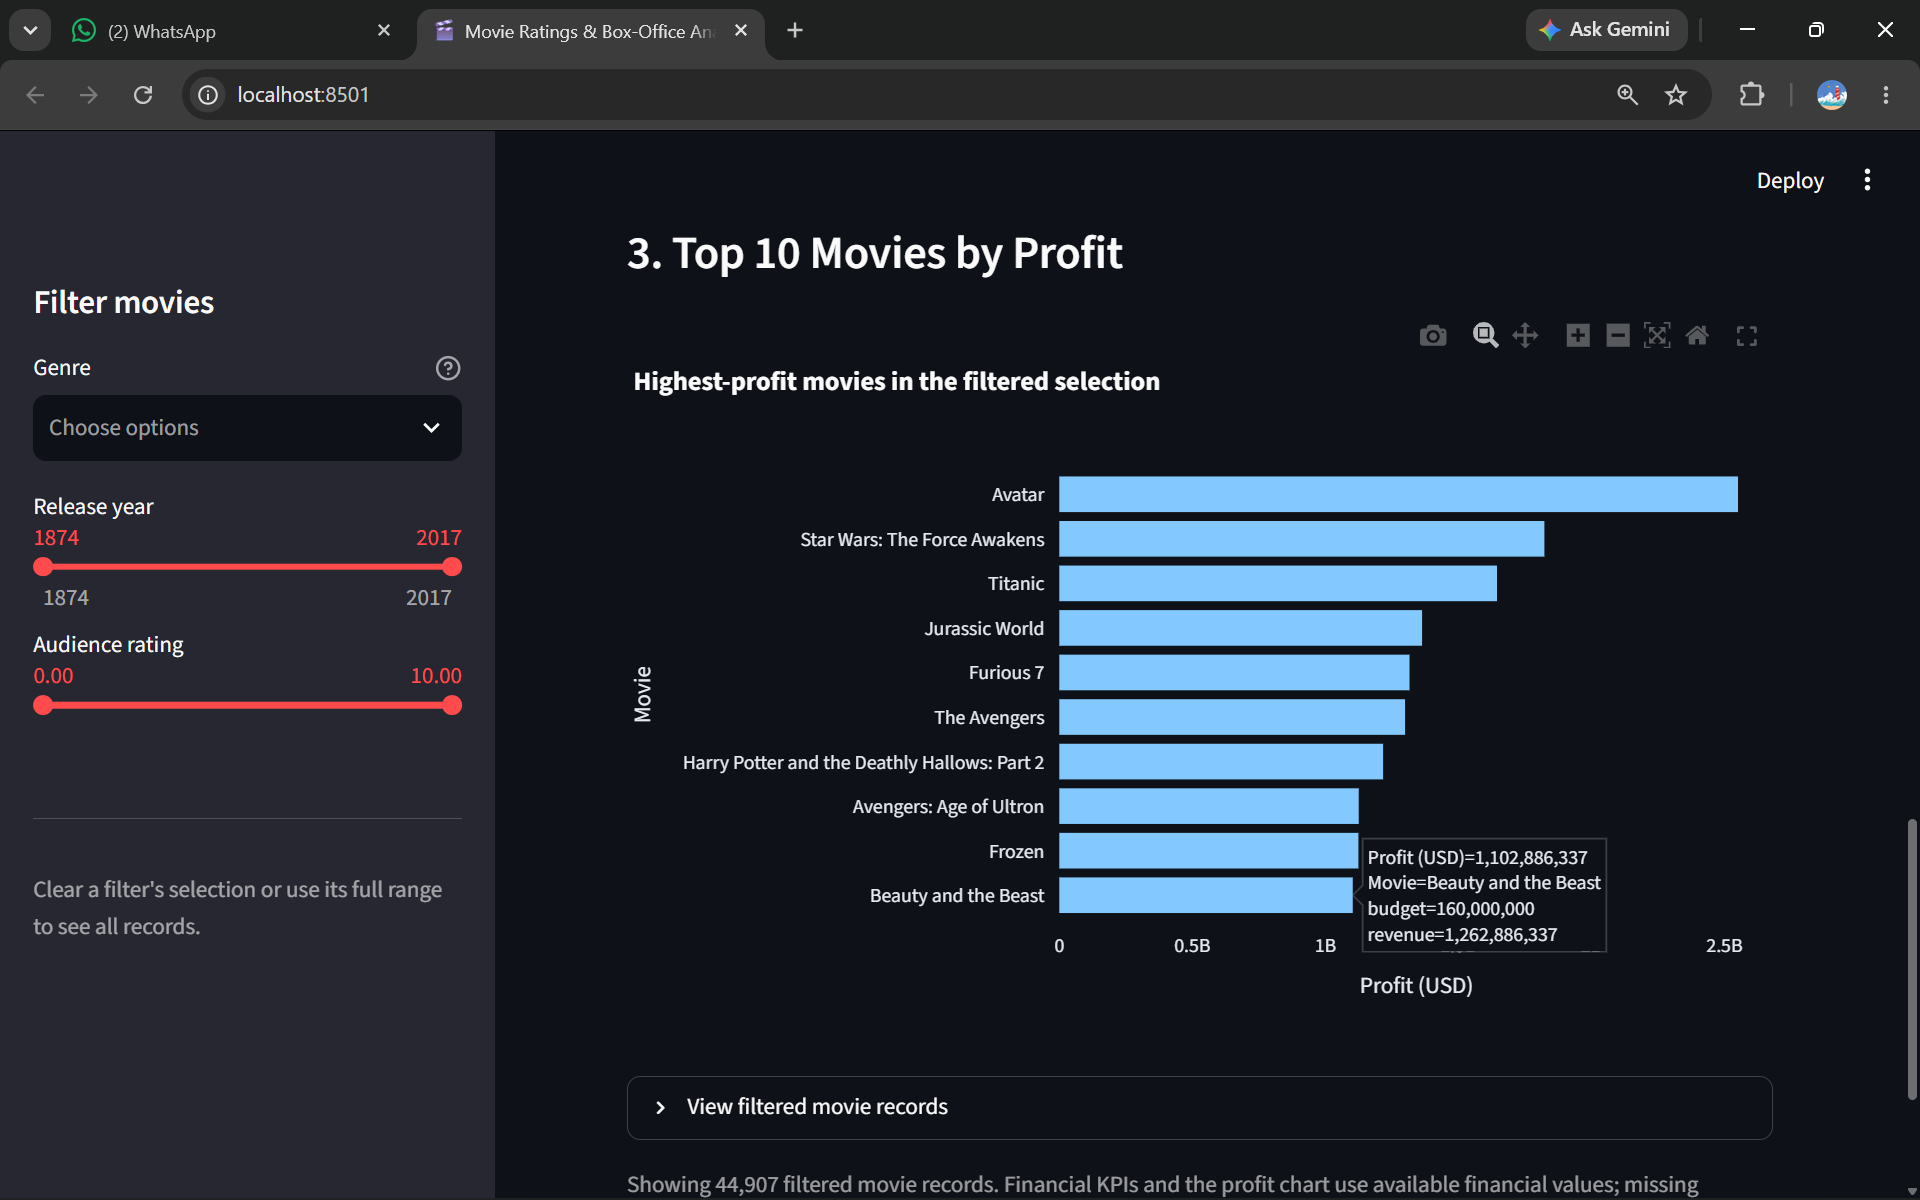 (2) WhatsApp
Movie Ratings & Box-Office An
Ask Gemini
localhost:8501
Deploy
Filter movies
Genre
Choose options
Release year
1874 2017
1874 2017
Audience rating
0.00 10.00
Clear a filter's selection or use its full range
to see all records.
3. Top 10 Movies by Profit
Highest-profit movies in the filtered selection
Movie
Avatar
Star Wars: The Force Awakens
Titanic
Jurassic World
Furious 7
The Avengers
Harry Potter and the Deathly Hallows: Part 2
Avengers: Age of Ultron
Frozen
Beauty and the Beast
Profit (USD)=1,102,886,337
Movie=Beauty and the Beast
budget=160,000,000
revenue=1,262,886,337
0 0.5B 1B 2.5B
Profit (USD)
View filtered movie records
Showing 44,907 filtered movie records. Financial KPIs and the profit chart use available financial values; missing